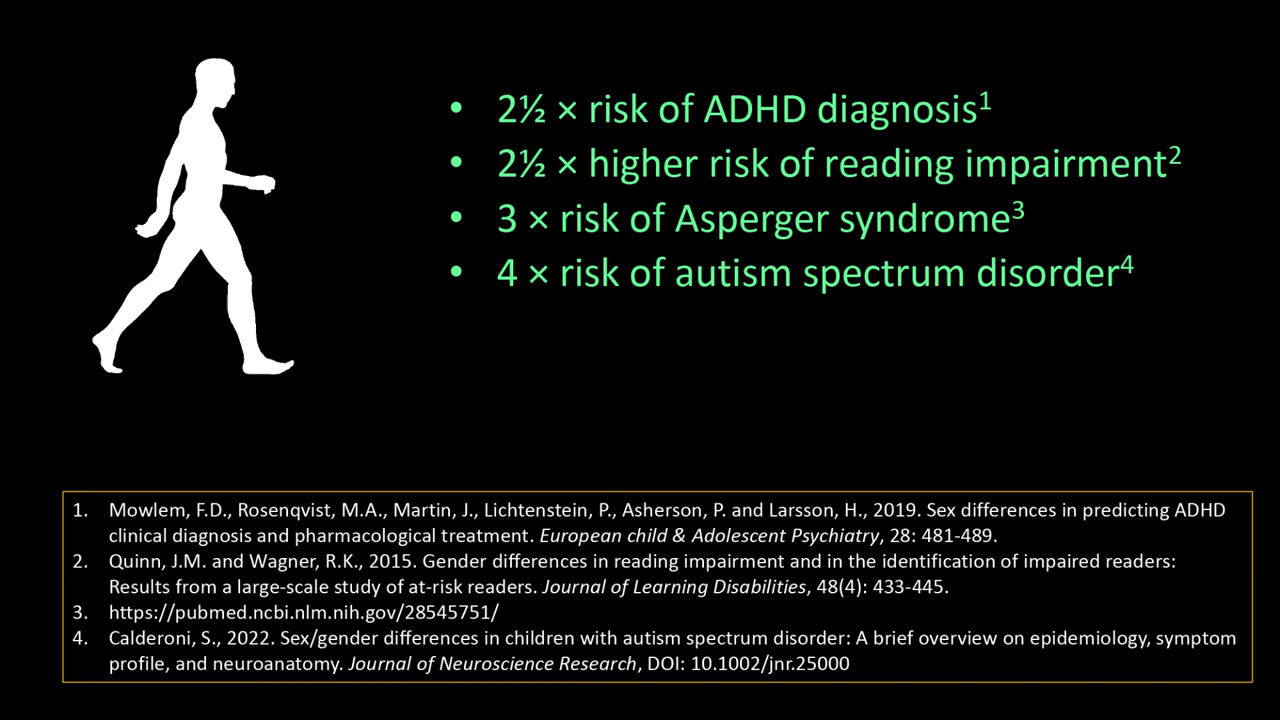 • 2½ × risk of ADHD diagnosis¹
• 2½ × higher risk of reading impairment²
• 3 × risk of Asperger syndrome³
• 4 × risk of autism spectrum disorder⁴
1. Mowlem, F.D., Rosenqvist, M.A., Martin, J., Lichtenstein, P., Asherson, P. and Larsson, H., 2019. Sex differences in predicting ADHD
clinical diagnosis and pharmacological treatment. European child & Adolescent Psychiatry, 28: 481-489.
2. Quinn, J.M. and Wagner, R.K., 2015. Gender differences in reading impairment and in the identification of impaired readers:
Results from a large-scale study of at-risk readers. Journal of Learning Disabilities, 48(4): 433-445.
3. https://pubmed.ncbi.nlm.nih.gov/28545751/
4. Calderoni, S., 2022. Sex/gender differences in children with autism spectrum disorder: A brief overview on epidemiology, symptom
profile, and neuroanatomy. Journal of Neuroscience Research, DOI: 10.1002/jnr.25000